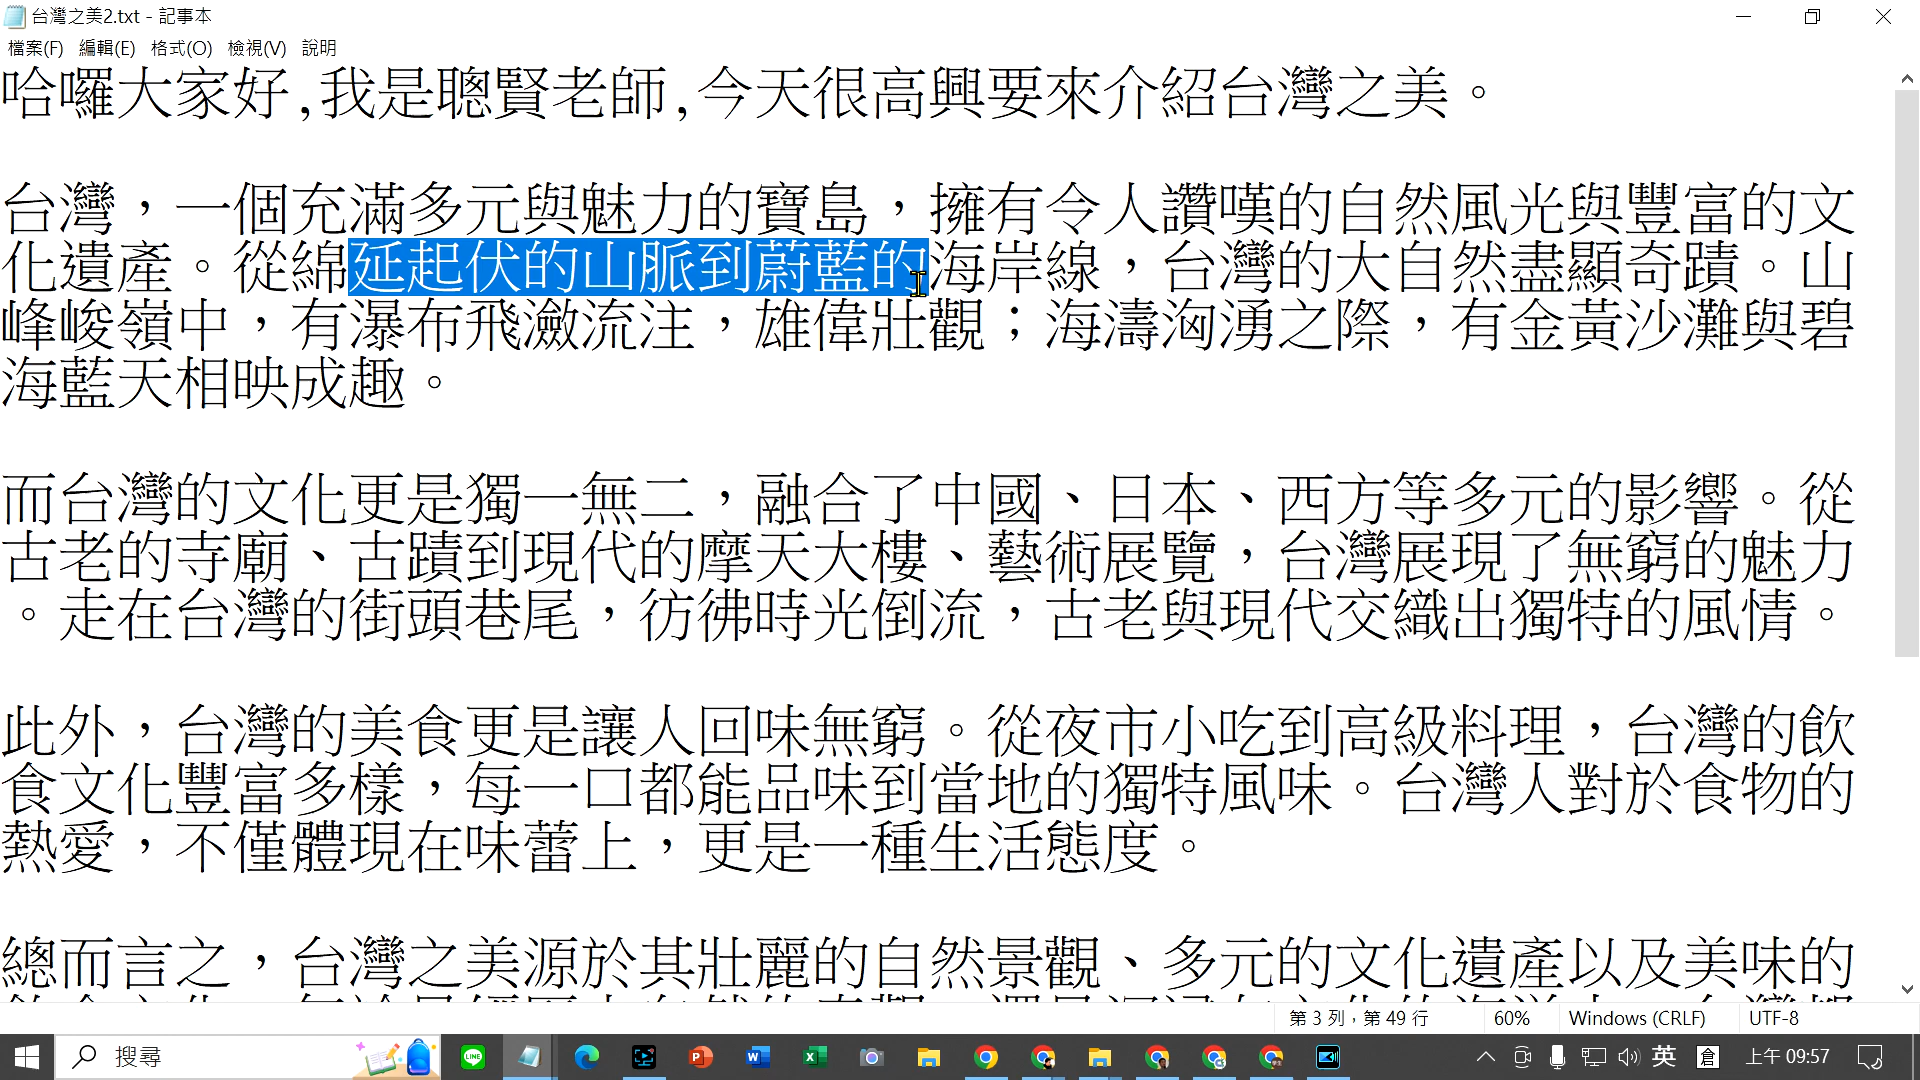 台灣之美2.txt - 記事本
檔案(F) 編輯(E) 格式(O) 檢視(V) 說明
哈囉大家好,我是聰賢老師,今天很高興要來介紹台灣之美。
台灣，一個充滿多元與魅力的寶島，擁有令人讚嘆的自然風光與豐富的文
化遺產。從綿延起伏的山脈到蔚藍的海岸線，台灣的大自然盡顯奇蹟。山
峰峻嶺中，有瀑布飛瀲流注，雄偉壯觀；海濤洶湧之際，有金黃沙灘與碧
海藍天相映成趣。
而台灣的文化更是獨一無二，融合了中國、日本、西方等多元的影響。從
古老的寺廟、古蹟到現代的摩天大樓、藝術展覽，台灣展現了無窮的魅力
。走在台灣的街頭巷尾，彷彿時光倒流，古老與現代交織出獨特的風情。
此外，台灣的美食更是讓人回味無窮。從夜市小吃到高級料理，台灣的飲
食文化豐富多樣，每一口都能品味到當地的獨特風味。台灣人對於食物的
熱愛，不僅體現在味蕾上，更是一種生活態度。
總而言之，台灣之美源於其壯麗的自然景觀、多元的文化遺產以及美味的
第 3 列，第 49 行 60% Windows (CRLF) UTF-8
搜尋 LINE 英 倉 上午 09:57